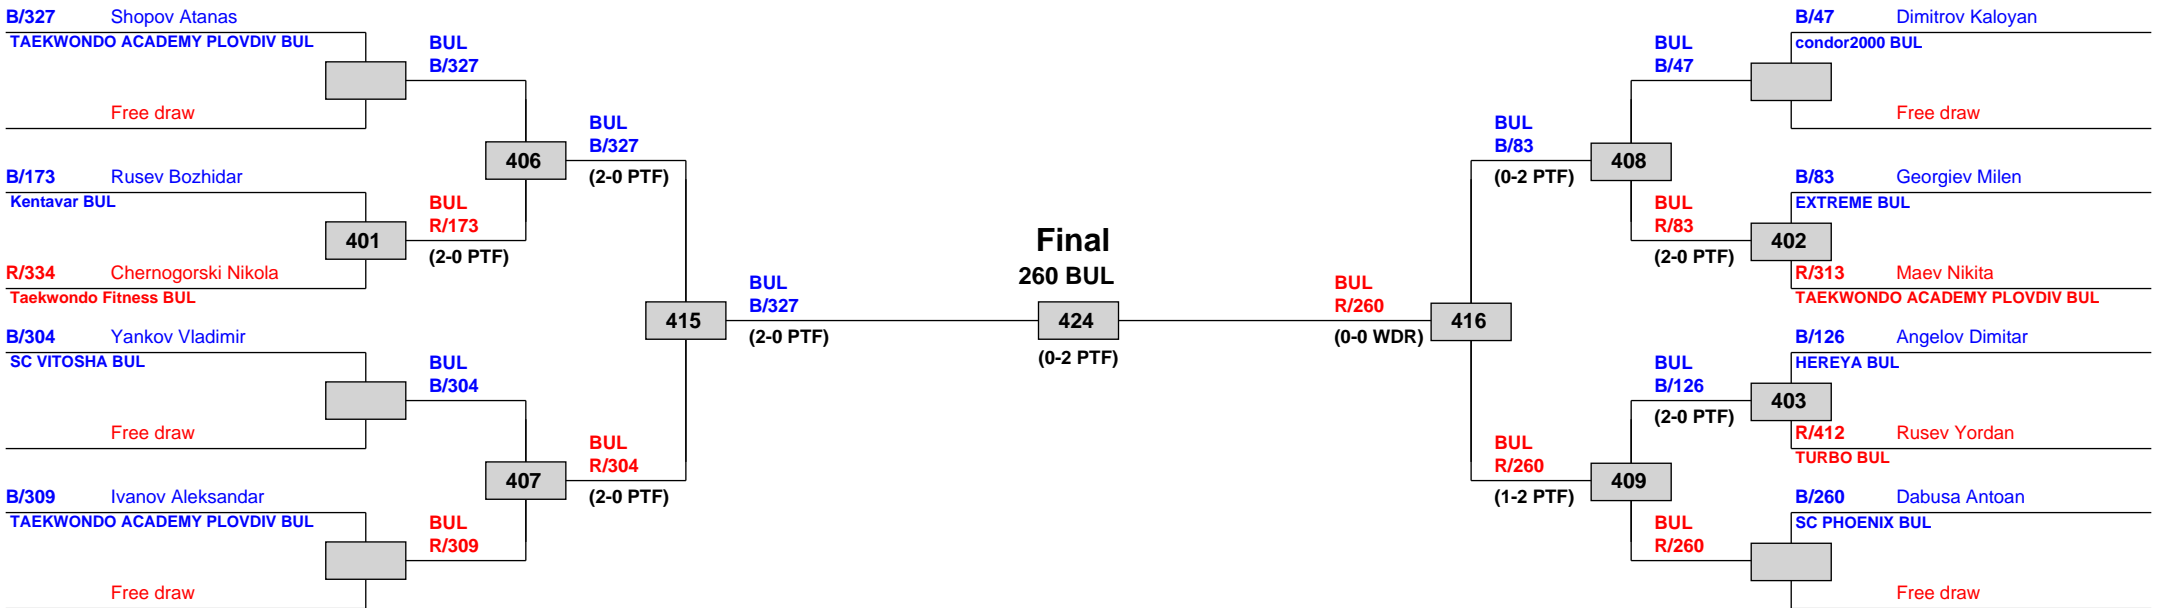 B/327 Shopov Atanas
TAEKWONDO ACADEMY PLOVDIV BUL
Free draw
B/173 Rusev Bozhidar
Kentavar BUL
R/334 Chernogorski Nikola
Taekwondo Fitness BUL
B/304 Yankov Vladimir
SC VITOSHA BUL
Free draw
B/309 Ivanov Aleksandar
TAEKWONDO ACADEMY PLOVDIV BUL
Free draw
401
BUL
B/327
BUL
R/173
(2-0 PTF)
BUL
B/304
BUL
R/309
406
407
BUL
B/327
(2-0 PTF)
BUL
R/304
(2-0 PTF)
415
BUL
B/327
(2-0 PTF)
Final
260 BUL
424
(0-2 PTF)
BUL
R/260
(0-0 WDR)
416
BUL
B/83
(0-2 PTF)
BUL
R/260
(1-2 PTF)
408
409
BUL
B/47
BUL
R/83
(2-0 PTF)
BUL
B/126
(2-0 PTF)
BUL
R/260
402
403
B/47 Dimitrov Kaloyan
condor2000 BUL
Free draw
B/83 Georgiev Milen
EXTREME BUL
R/313 Maev Nikita
TAEKWONDO ACADEMY PLOVDIV BUL
B/126 Angelov Dimitar
HEREYA BUL
R/412 Rusev Yordan
TURBO BUL
B/260 Dabusa Antoan
SC PHOENIX BUL
Free draw